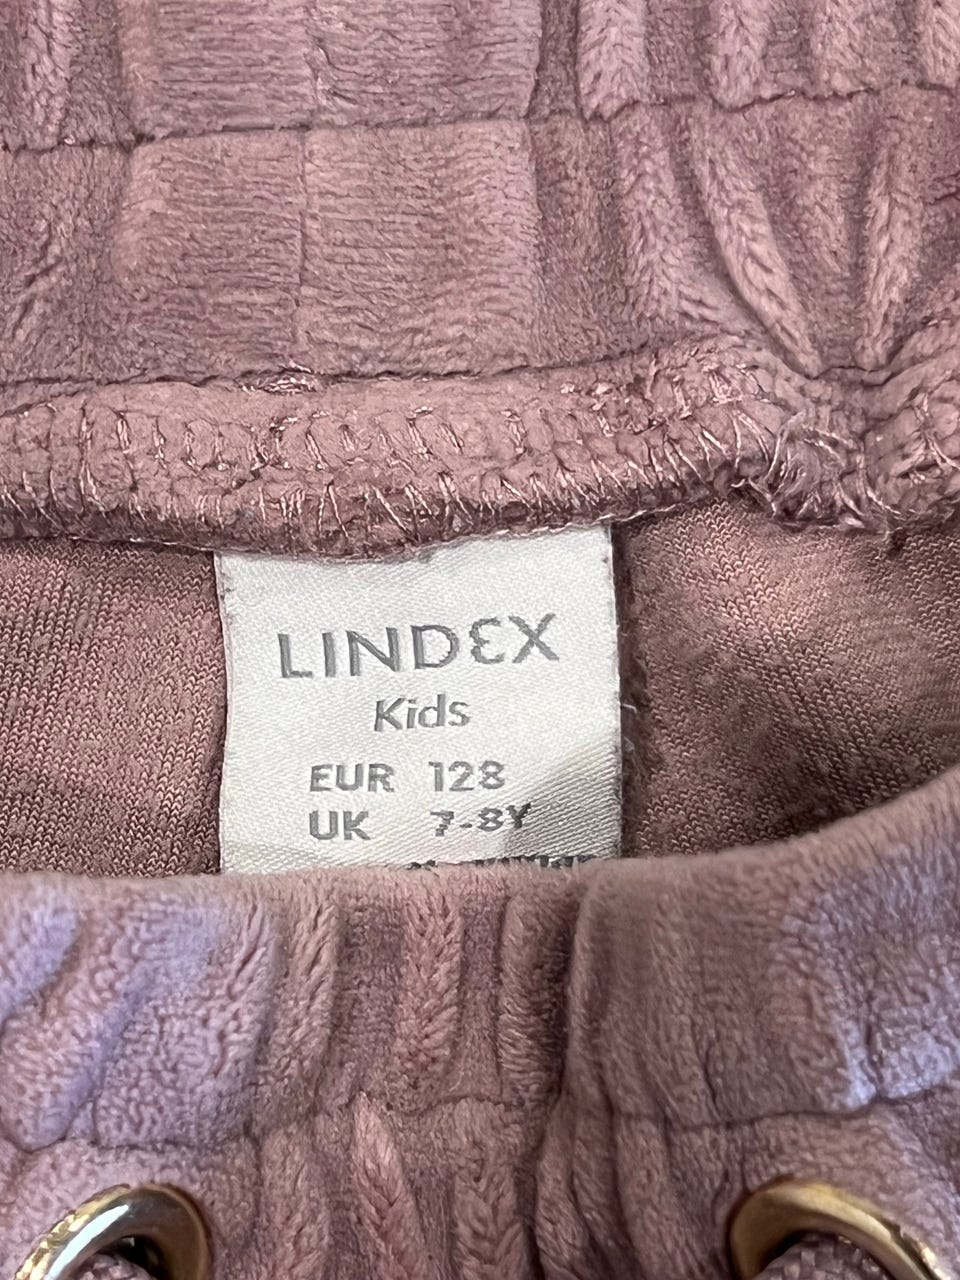 LINDEX
Kids
EUR 128
UK 7-8Y